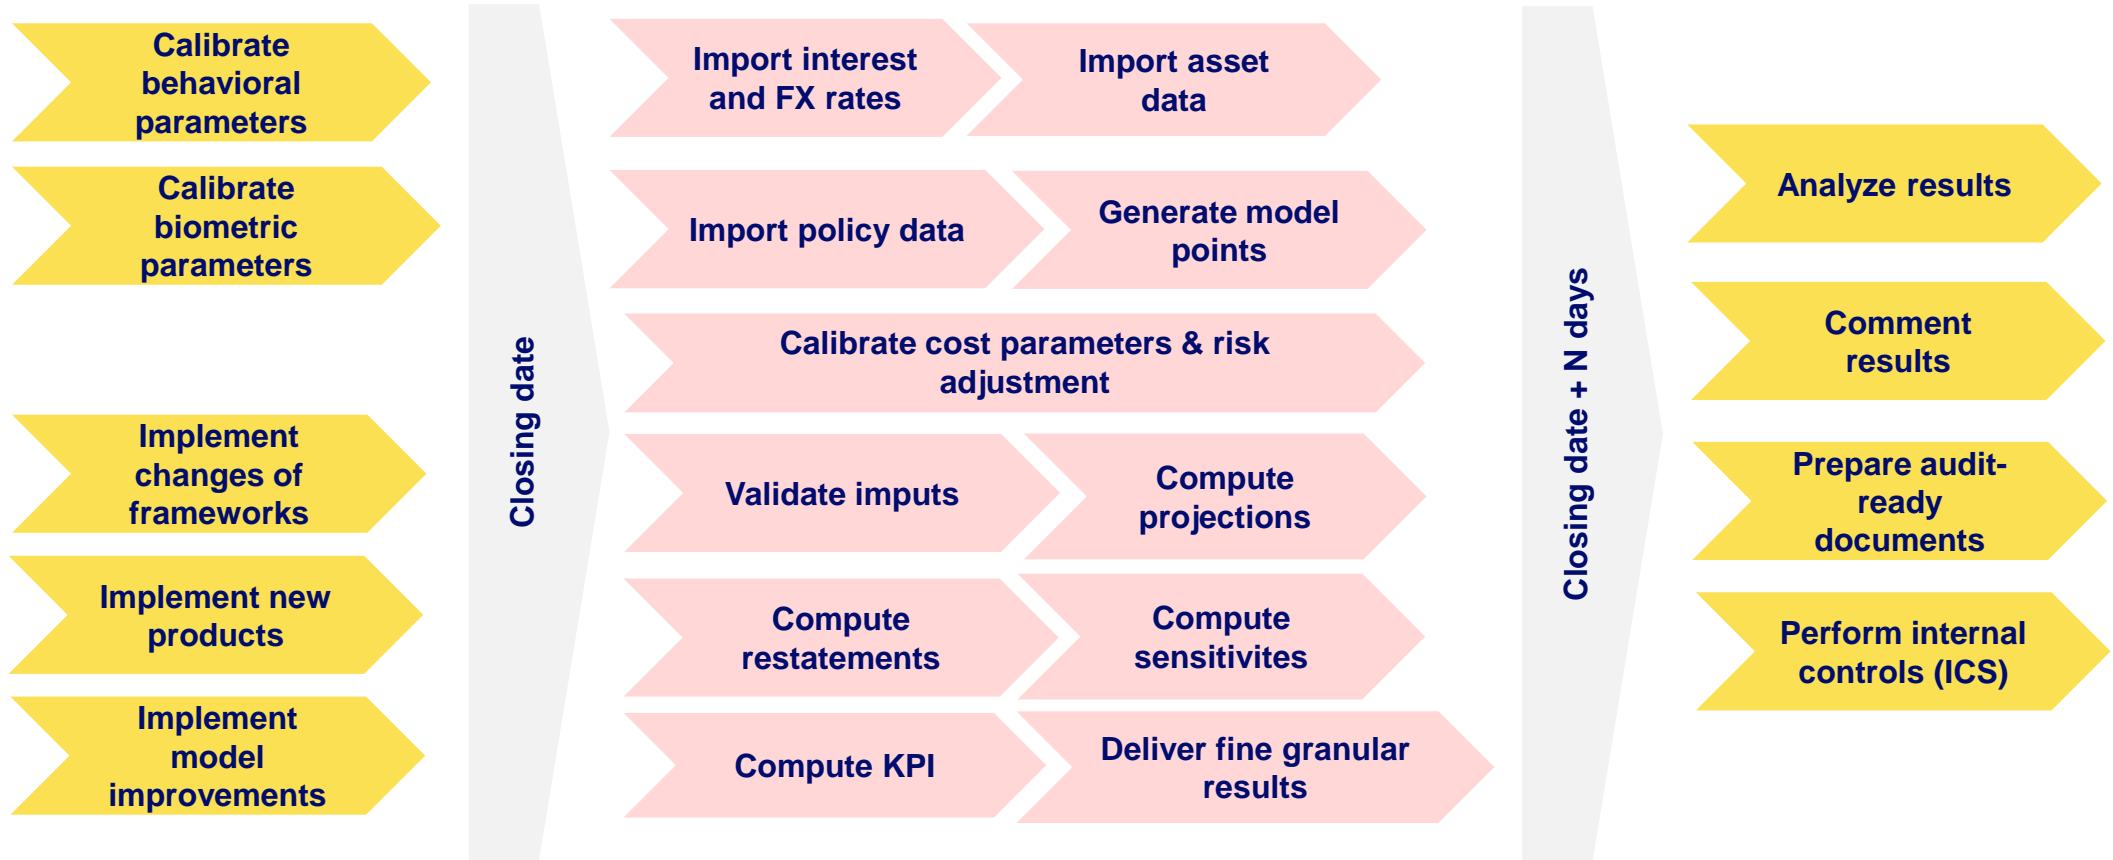 Calibrate
behavioral
parameters
Calibrate
biometric
parameters
Implement
changes of
frameworks
Implement new
products
Implement
model
improvements
Closing date
Import interest
and FX rates
Import asset
data
Import policy data
Generate model
points
Calibrate cost parameters & risk
adjustment
Validate imputs
Compute
projections
Compute
restatements
Compute
sensitivites
Compute KPI
Deliver fine granular
results
Closing date + N days
Analyze results
Comment
results
Prepare audit-
ready
documents
Perform internal
controls (ICS)